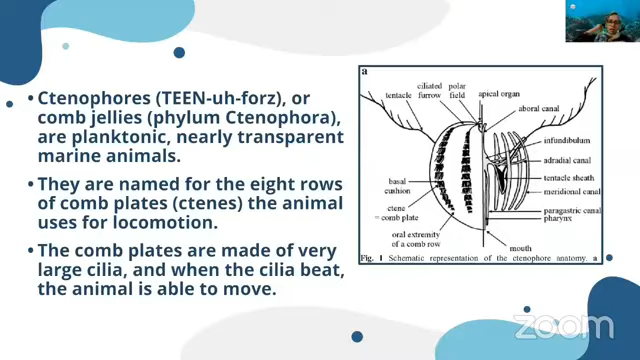 • Ctenophores (TEEN-uh-forz), or
comb jellies (phylum Ctenophora),
are planktonic, nearly transparent
marine animals.
• They are named for the eight rows
of comb plates (ctenes) the animal
uses for locomotion.
• The comb plates are made of very
large cilia, and when the cilia beat,
the animal is able to move.
a
tentacle
ciliated
furrow
polar
field
apical organ
aboral canal
infundibulum
adradial canal
tentacle sheath
meridional canal
paragastric canal
pharynx
basal
cushion
ctene
= comb plate
oral extremity
of a comb row
mouth
Fig. 1 Schematic representation of the ctenophore anatomy. a
zoom